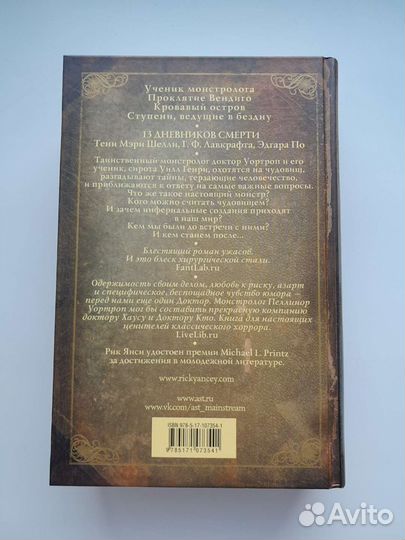 Ученик монстролога
Проклятие Вендиго
Кровавый остров
Ступени, ведущие в бездну
•
13 ДНЕВНИКОВ СМЕРТИ
Тени Мэри Шелли, Г. Ф. Лавкрафта, Эдгара По
•
Таинственный монстролог доктор Уортроп и его
ученик, сирота Уилл Генри, охотятся на чудовищ,
разгадывают тайны, терзающие человечество,
и приближаются к ответу на самые важные вопросы.
Что же такое настоящий монстр?
Кого можно считать чудовищем?
И зачем инфернальные создания приходят
в наш мир?
Кем мы были до встречи с ними?
И кем станем после...
•
Блестящий роман ужасов.
И это блеск хирургической стали.
FantLab.ru
•
Одержимость своим делом, любовь к риску, азарт
и специфическое, беспощадное чувство юмора —
перед нами еще один Доктор. Монстролог Пеллинор
Уортроп мог бы составить прекрасную компанию
доктору Хаусу и Доктору Кто. Книга для настоящих
ценителей классического хоррора.
LiveLib.ru
•
Рик Янси удостоен премии Michael L. Printz
за достижения в молодежной литературе.
www.rickyancey.com
www.ast.ru
www.vk.com/ast_mainstream
ISBN 978-5-17-107354-1
9 785171 073541
Avito